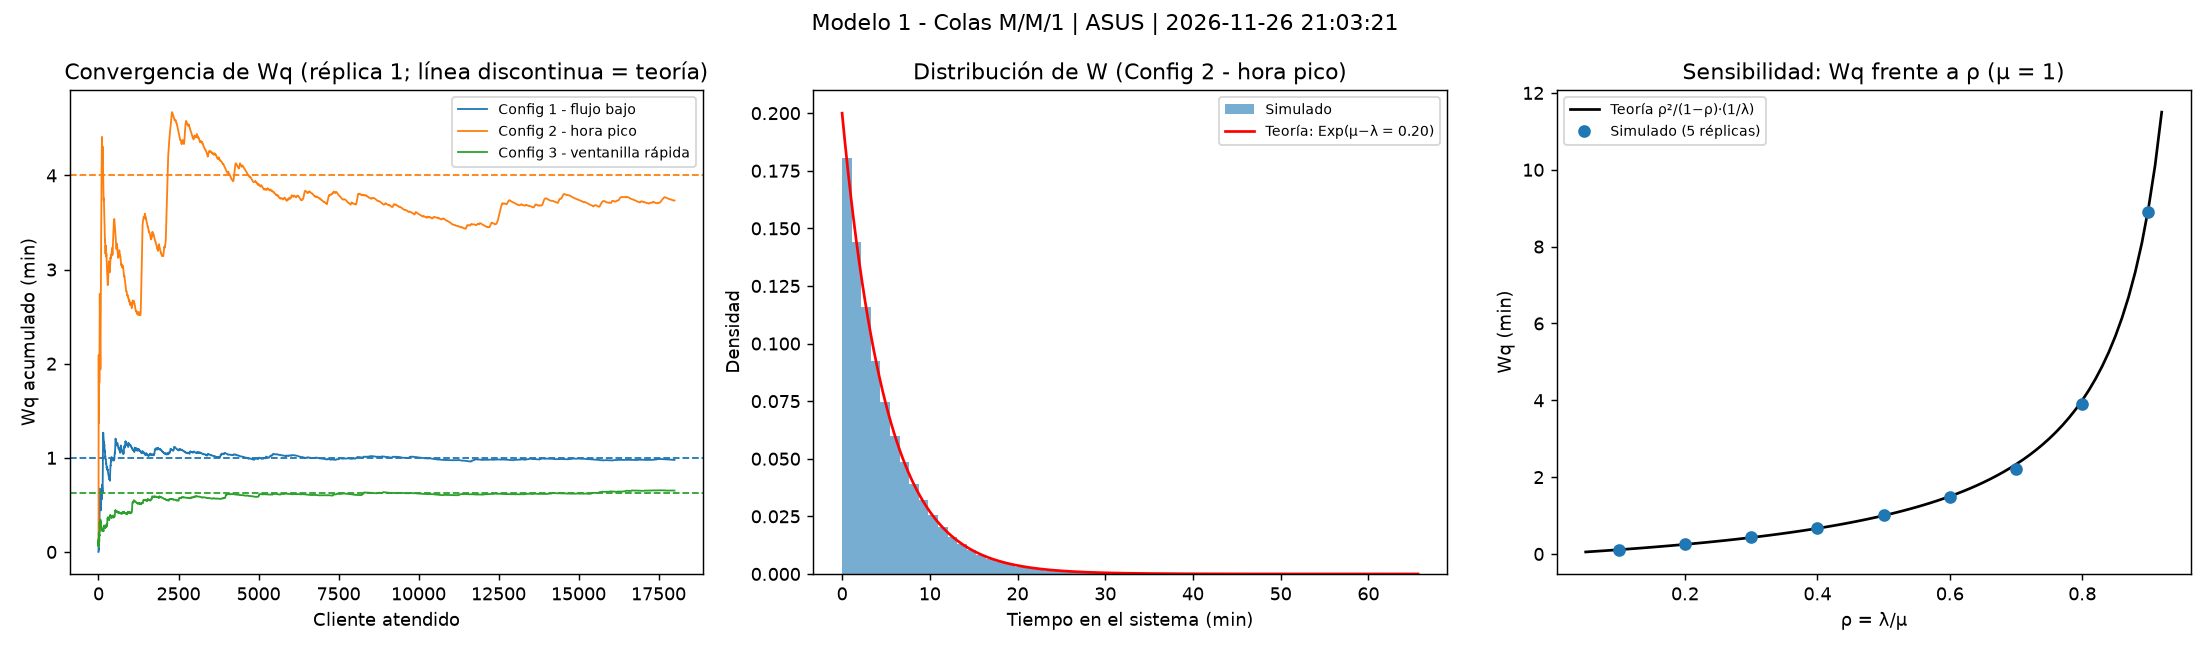 Modelo 1 - Colas M/M/1 | ASUS | 2026-11-26 21:03:21
Convergencia de Wq (réplica 1; línea discontinua = teoría)
Config 1 - flujo bajo
Config 2 - hora pico
Config 3 - ventanilla rápida
Wq acumulado (min)
4
3
2
1
0
0 2500 5000 7500 10000 12500 15000 17500
Cliente atendido
Distribución de W (Config 2 - hora pico)
Simulado
Teoría: Exp(μ−λ = 0.20)
Densidad
0.200
0.175
0.150
0.125
0.100
0.075
0.050
0.025
0.000
0 10 20 30 40 50 60
Tiempo en el sistema (min)
Sensibilidad: Wq frente a ρ (μ = 1)
Teoría ρ²/(1−ρ)·(1/λ)
Simulado (5 réplicas)
Wq (min)
12
10
8
6
4
2
0
0.2 0.4 0.6 0.8
ρ = λ/μ